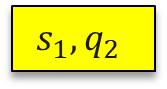 s₁, q₂